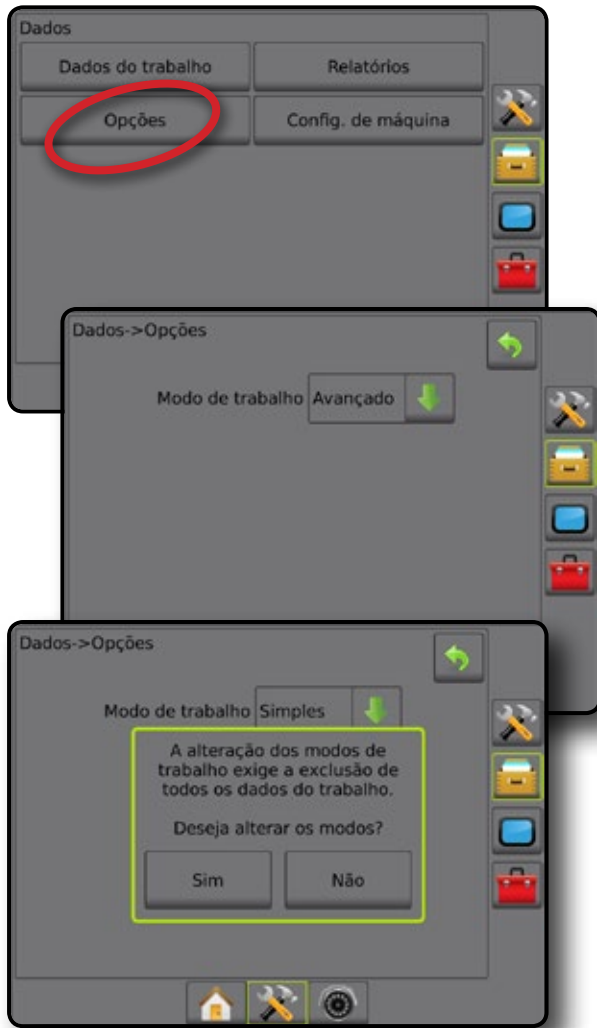 Dados
Dados do trabalho
Relatórios
Opções
Config. de máquina
Dados->Opções
Modo de trabalho Avançado
Dados->Opções
Modo de trabalho Simples
A alteração dos modos de
trabalho exige a exclusão de
todos os dados do trabalho.
Deseja alterar os modos?
Sim
Não